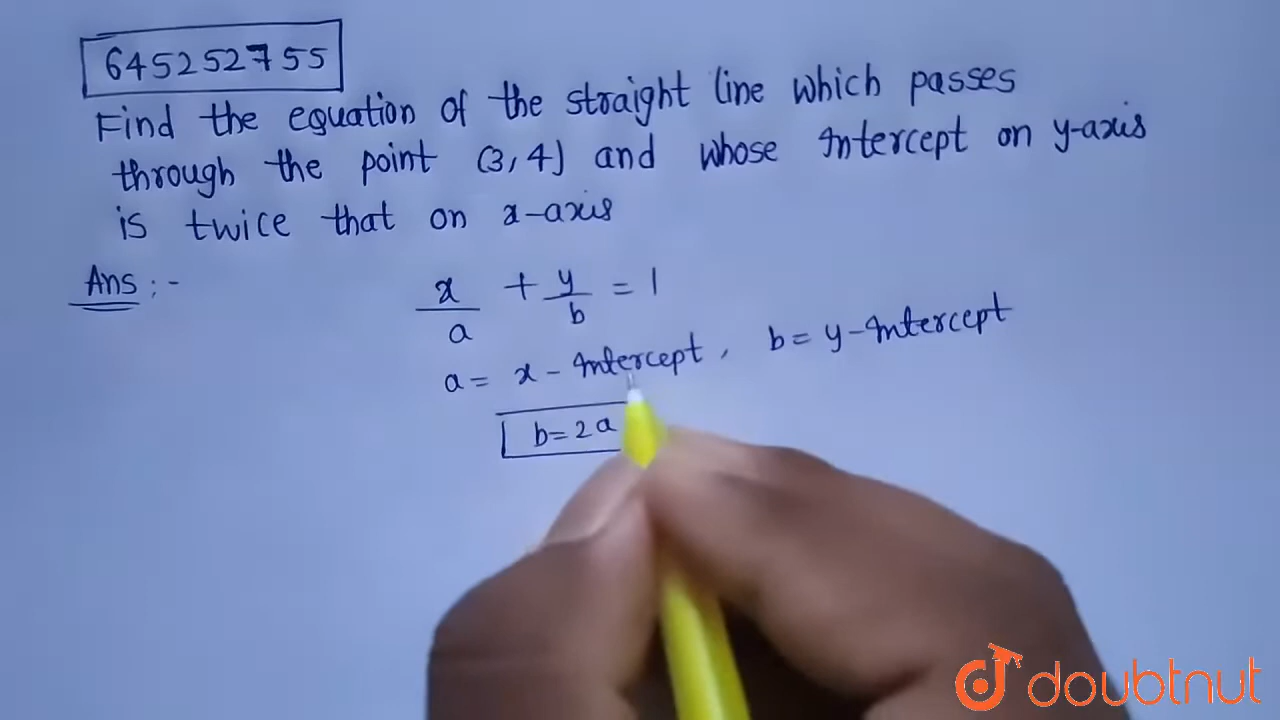 645252755
Find the equation of the straight line which passes
through the point (3,4) and whose Intercept on y-axis
is twice that on x-axis
Ans :-
x/a + y/b = 1
a = x - Intercept, b = y - Intercept
b = 2a
doubtnut